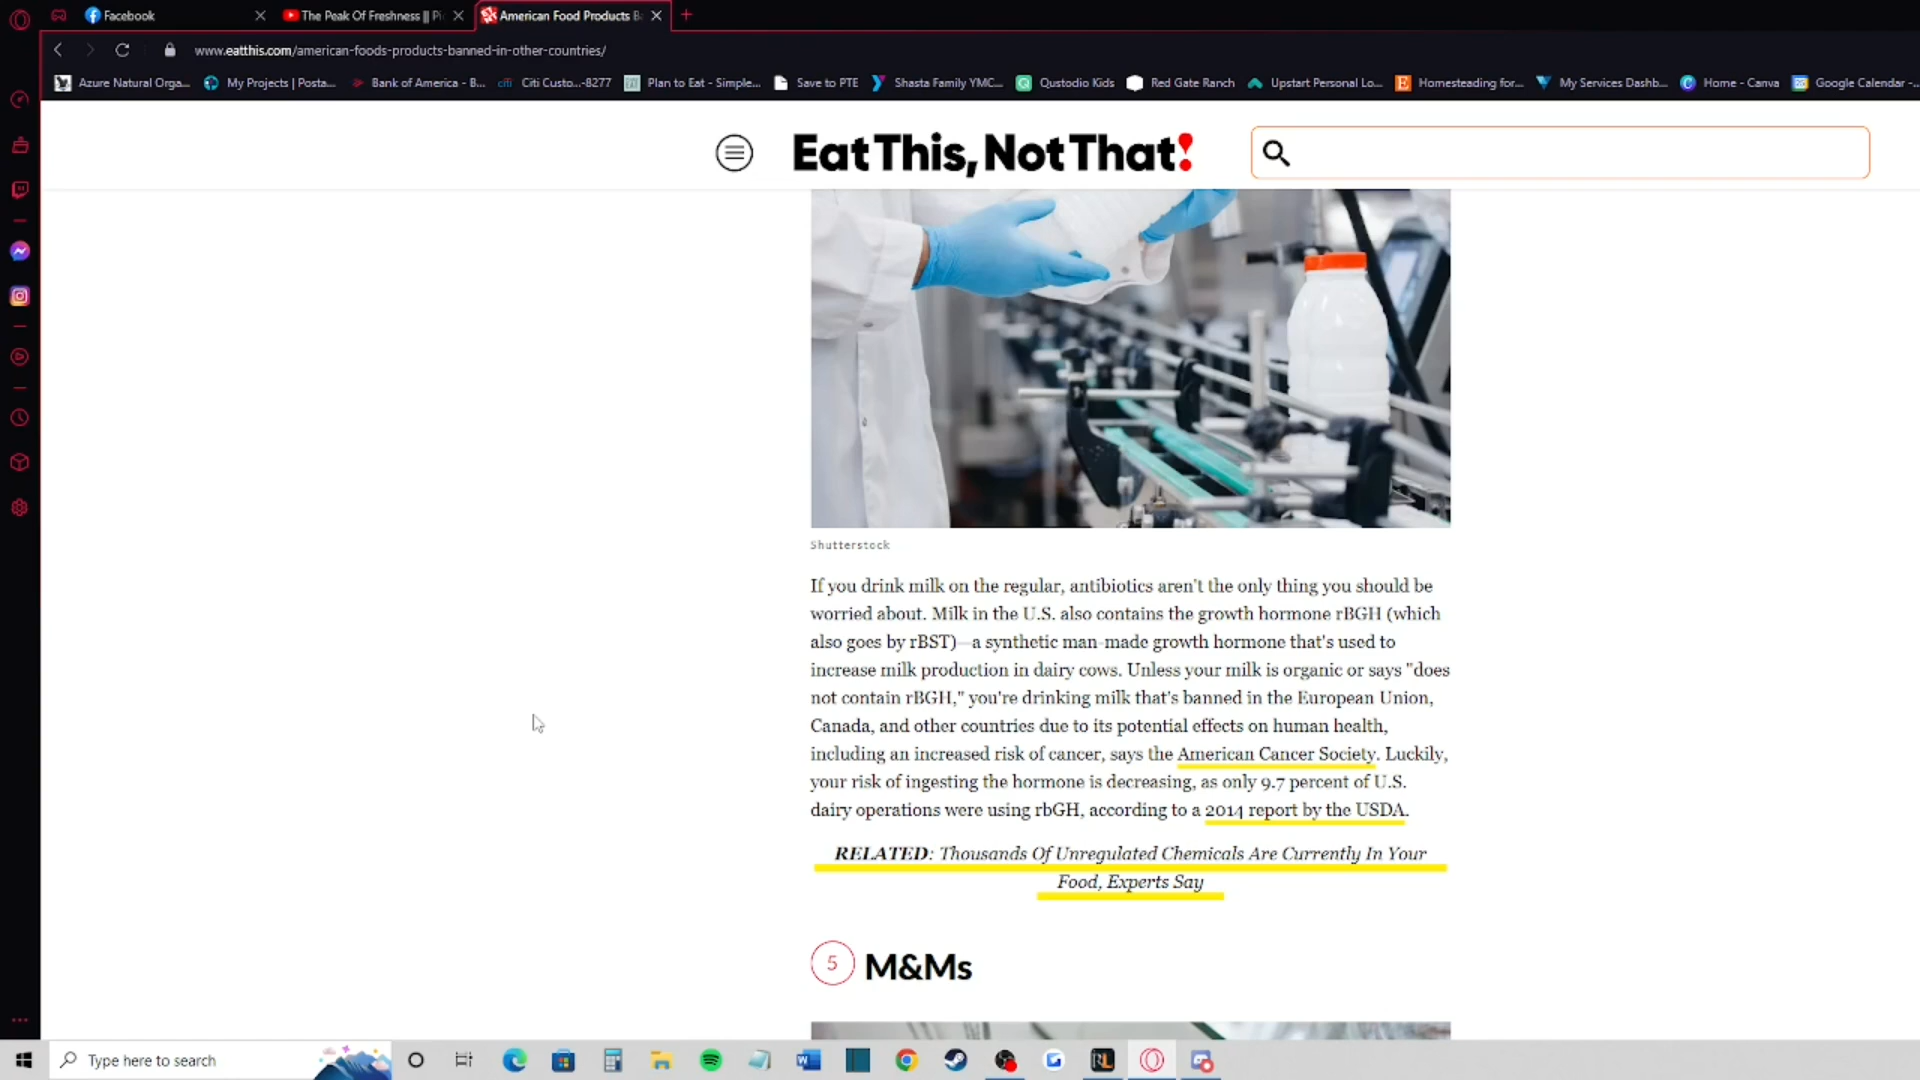 Facebook
The Peak Of Freshness || Pi
American Food Products B
www.eatthis.com/american-foods-products-banned-in-other-countries/
Azure Natural Orga...
My Projects | Posta...
Bank of America - B...
citi Citi Custo...-8277
Plan to Eat - Simple...
Save to PTE
Shasta Family YMC...
Qustodio Kids
Red Gate Ranch
Upstart Personal Lo...
E Homesteading for...
My Services Dashb...
Home - Canva
Google Calendar -...
Eat This, Not That!
Shutterstock
If you drink milk on the regular, antibiotics aren't the only thing you should be
worried about. Milk in the U.S. also contains the growth hormone rBGH (which
also goes by rBST)—a synthetic man-made growth hormone that's used to
increase milk production in dairy cows. Unless your milk is organic or says "does
not contain rBGH," you're drinking milk that's banned in the European Union,
Canada, and other countries due to its potential effects on human health,
including an increased risk of cancer, says the American Cancer Society. Luckily,
your risk of ingesting the hormone is decreasing, as only 9.7 percent of U.S.
dairy operations were using rbGH, according to a 2014 report by the USDA.
RELATED: Thousands Of Unregulated Chemicals Are Currently In Your
Food, Experts Say
5 M&Ms
Type here to search